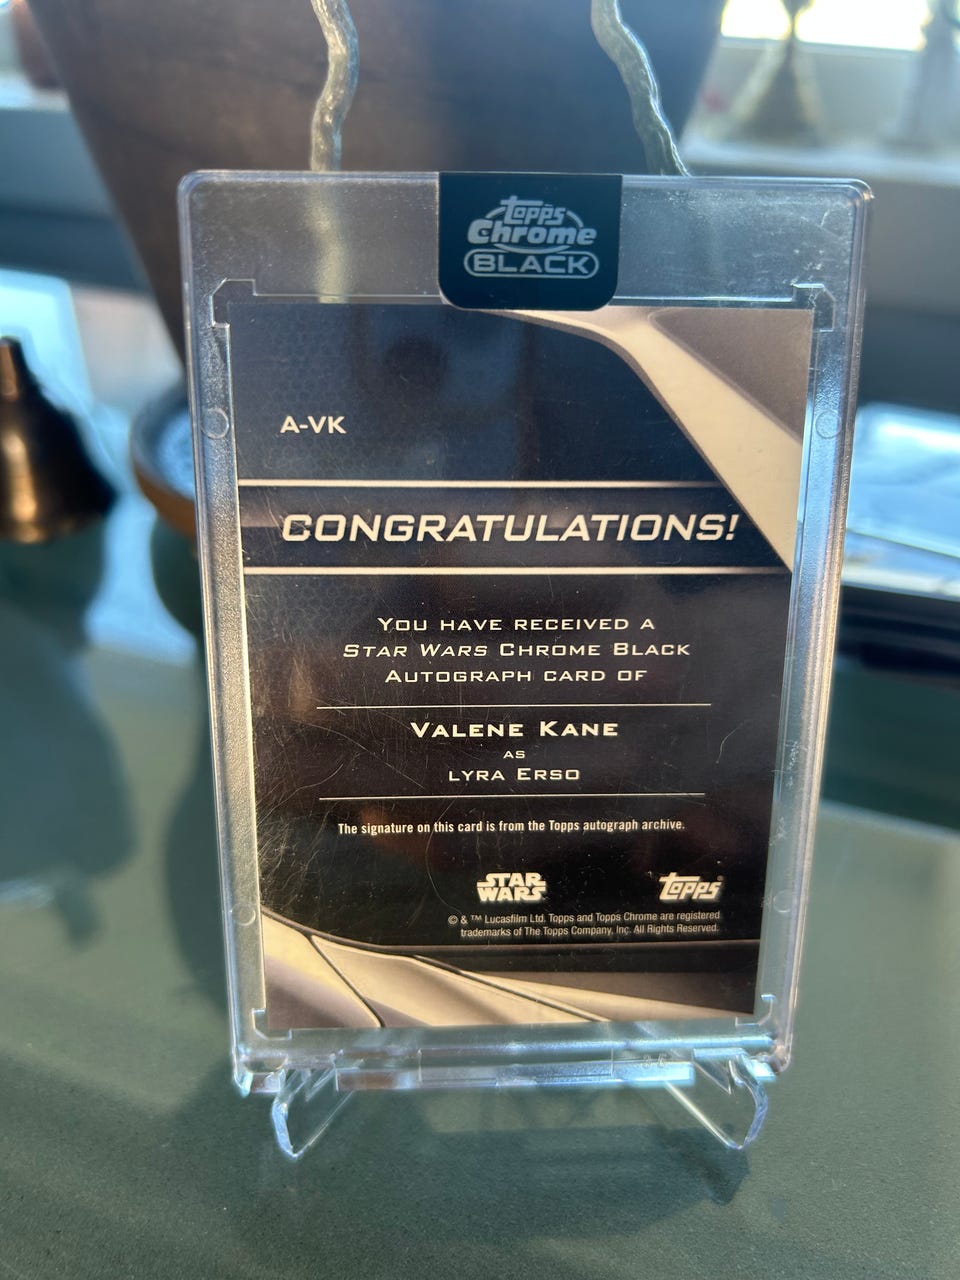 Topps
Chrome
BLACK
A-VK
CONGRATULATIONS!
YOU HAVE RECEIVED A
STAR WARS CHROME BLACK
AUTOGRAPH CARD OF
VALENE KANE
AS
LYRA ERSO
The signature on this card is from the Topps autograph archive.
STAR
WARS
Topps®
© & ™ Lucasfilm Ltd. Topps and Topps Chrome are registered
trademarks of The Topps Company, Inc. All Rights Reserved.